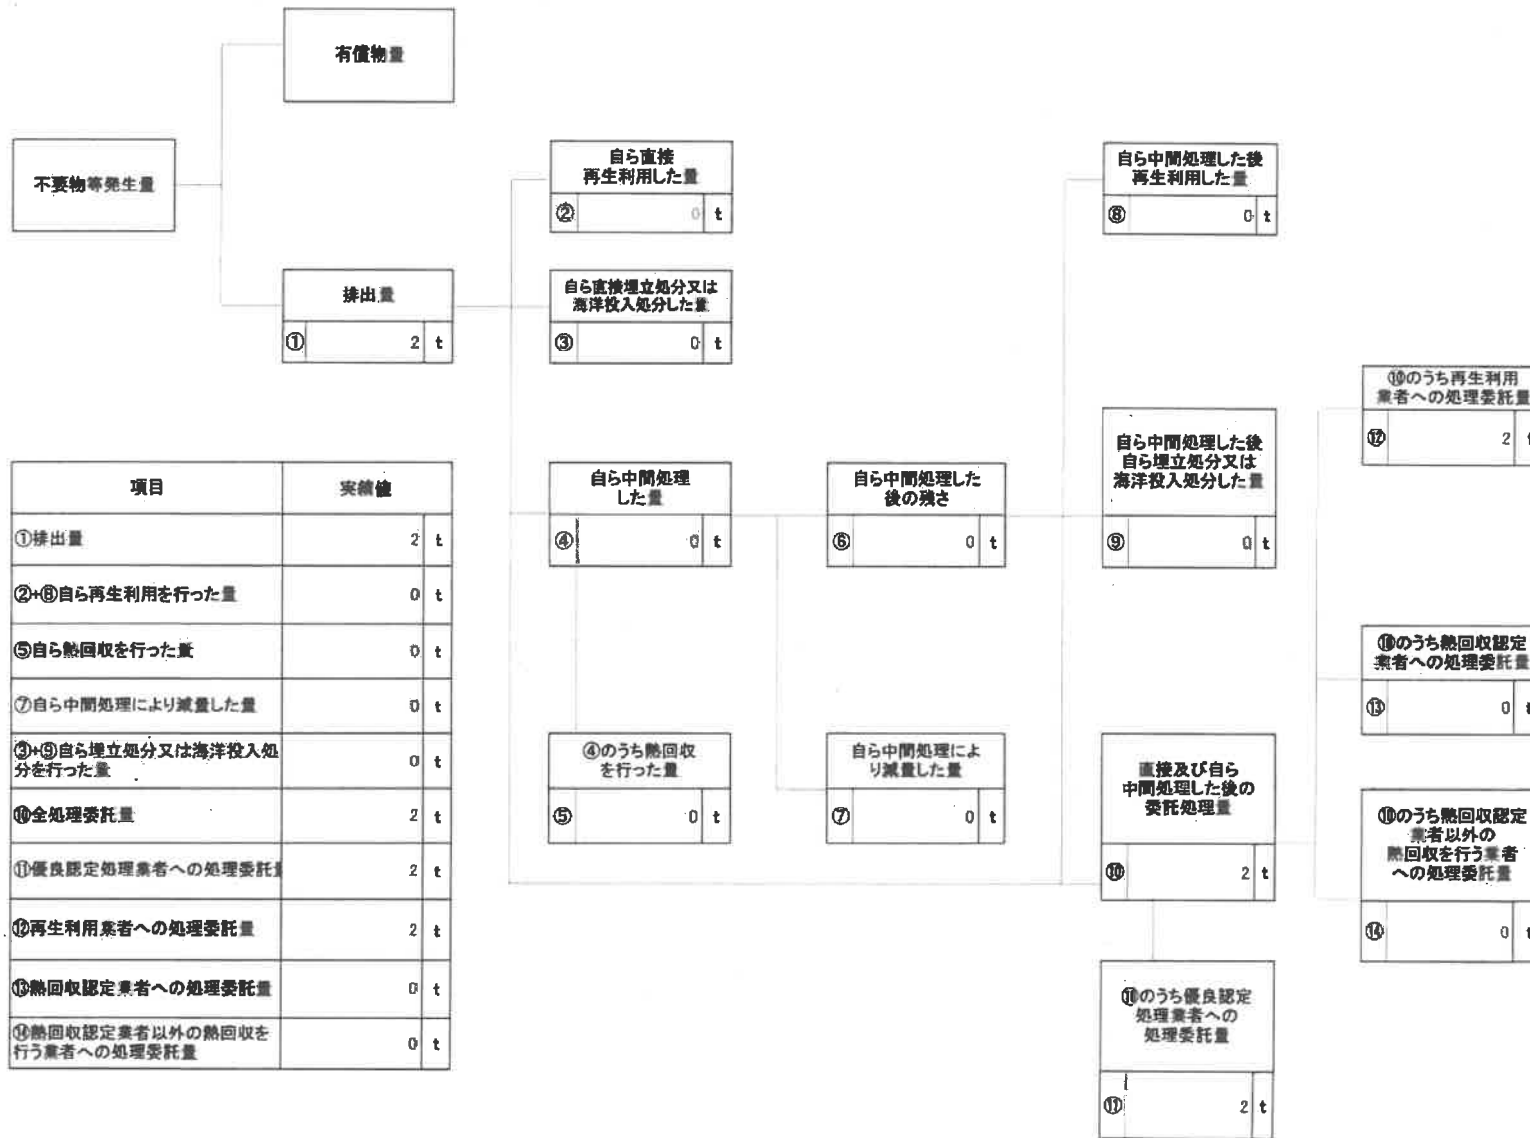 有償物量
不要物等発生量
排出量
① 2 t
自ら直接
再生利用した量
② 0 t
自ら直接埋立処分又は
海洋投入処分した量
③ 0 t
自ら中間処理した後
再生利用した量
⑧ 0 t
自ら中間処理
した量
④ 0 t
自ら中間処理した
後の残さ
⑥ 0 t
自ら中間処理した後
自ら埋立処分又は
海洋投入処分した量
⑨ 0 t
⑩のうち再生利用
業者への処理委託量
⑫ 2 t
④のうち熱回収
を行った量
⑤ 0 t
自ら中間処理によ
り減量した量
⑦ 0 t
直接及び自ら
中間処理した後の
委託処理量
⑩ 2 t
⑩のうち熱回収認定
業者への処理委託量
⑬ 0 t
⑩のうち熱回収認定
業者以外の
熱回収を行う業者
への処理委託量
⑭ 0 t
⑩のうち優良認定
処理業者への
処理委託量
⑪ 2 t
項目 実績値
①排出量 2 t
②+⑧自ら再生利用を行った量 0 t
⑤自ら熱回収を行った量 0 t
⑦自ら中間処理により減量した量 0 t
③+⑨自ら埋立処分又は海洋投入処
分を行った量 0 t
⑩全処理委託量 2 t
⑪優良認定処理業者への処理委託量 2 t
⑫再生利用業者への処理委託量 2 t
⑬熱回収認定業者への処理委託量 0 t
⑭熱回収認定業者以外の熱回収を
行う業者への処理委託量 0 t